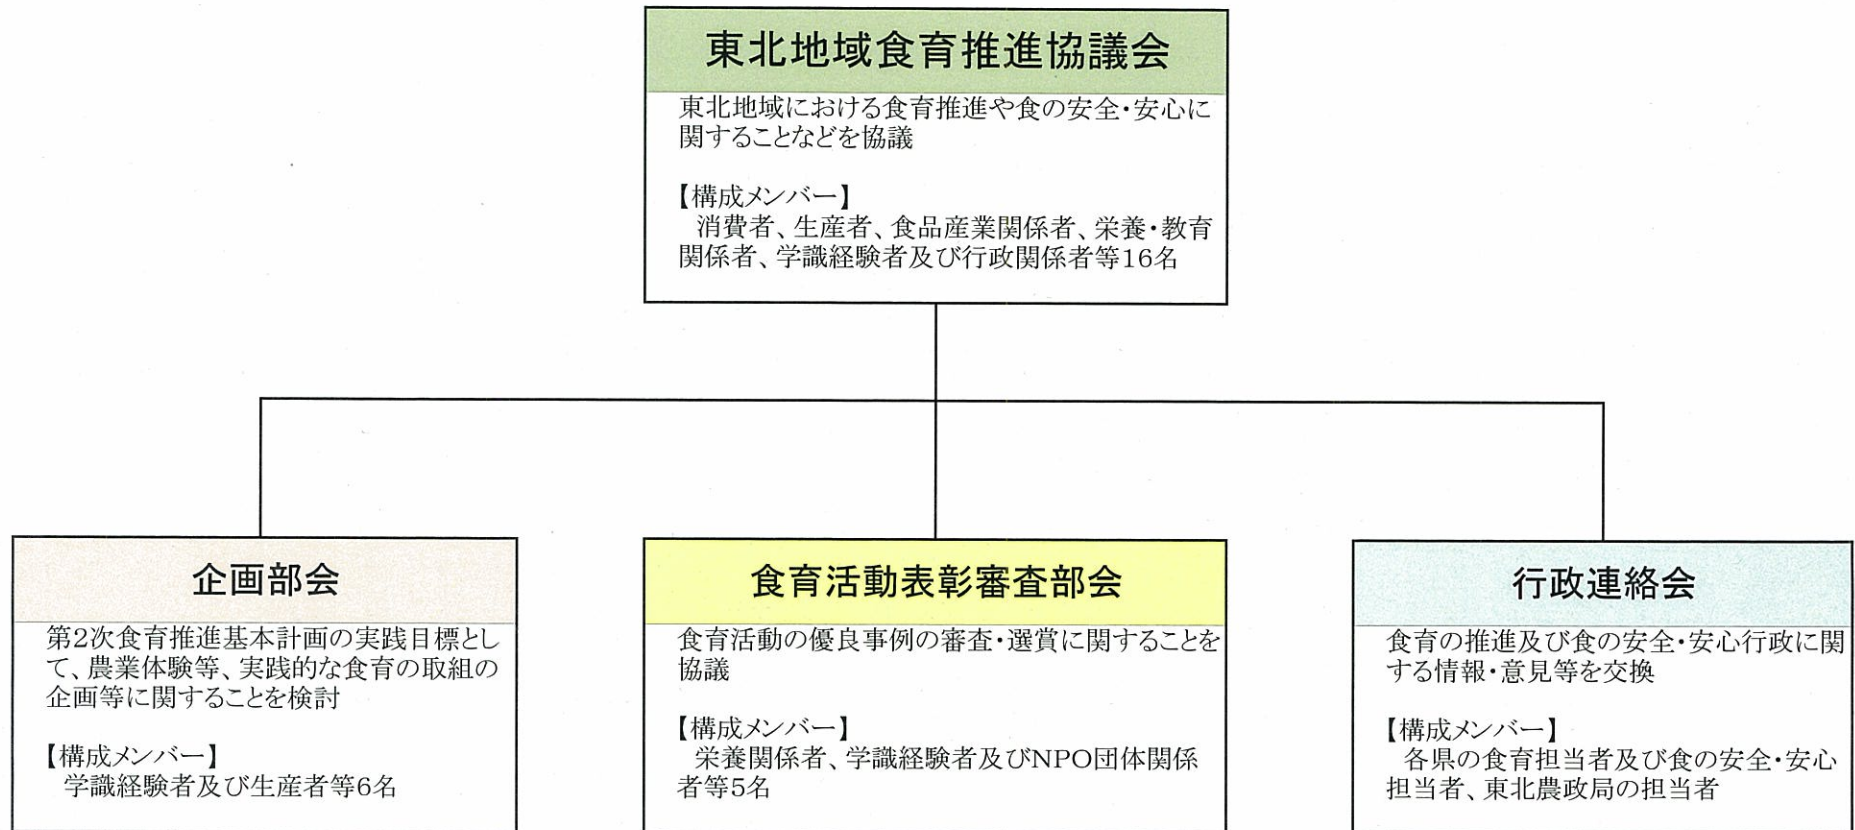 東北地域食育推進協議会
東北地域における食育推進や食の安全・安心に
関することなどを協議
【構成メンバー】
消費者、生産者、食品産業関係者、栄養・教育
関係者、学識経験者及び行政関係者等16名
企画部会
第2次食育推進基本計画の実践目標とし
て、農業体験等、実践的な食育の取組の
企画等に関することを検討
【構成メンバー】
学識経験者及び生産者等6名
食育活動表彰審査部会
食育活動の優良事例の審査・選賞に関することを
協議
【構成メンバー】
栄養関係者、学識経験者及びNPO団体関係
者等5名
行政連絡会
食育の推進及び食の安全・安心行政に関
する情報・意見等を交換
【構成メンバー】
各県の食育担当者及び食の安全・安心
担当者、東北農政局の担当者